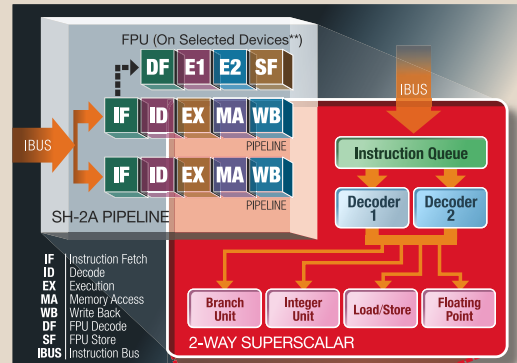 FPU (On Selected Devices**)
DF E1 E2 SF
IBUS
IF ID EX MA WB
PIPELINE
IF ID EX MA WB
PIPELINE
SH-2A PIPELINE
IF Instruction Fetch
ID Decode
EX Execution
MA Memory Access
WB Write Back
DF FPU Decode
SF FPU Store
IBUS Instruction Bus
IBUS
Instruction Queue
Decoder 1
Decoder 2
Branch Unit
Integer Unit
Load/Store
Floating Point
2-WAY SUPERSCALAR